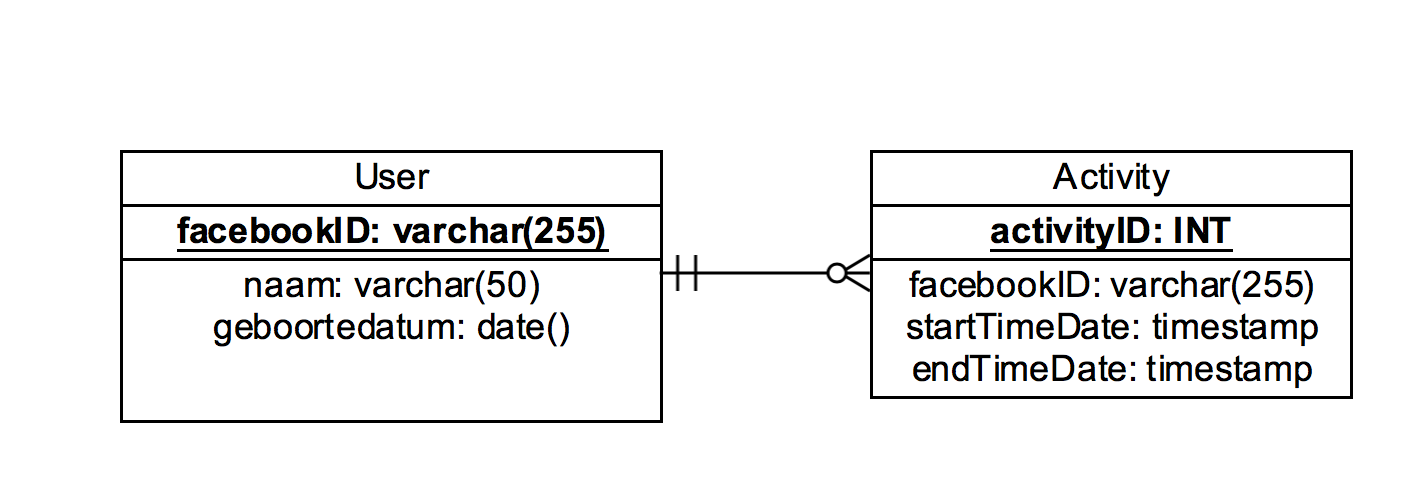 User
facebookID: varchar(255)
naam: varchar(50)
geboortedatum: date()
Activity
activityID: INT
facebookID: varchar(255)
startTimeDate: timestamp
endTimeDate: timestamp